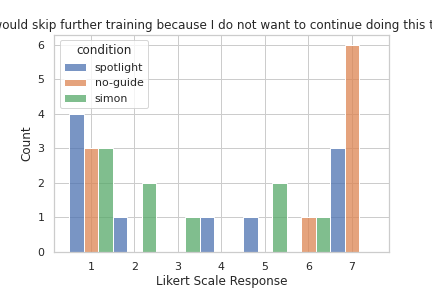 would skip further training because I do not want to continue doing this
condition
spotlight
no-guide
simon
Count
6
5
4
3
2
1
0
1 2 3 4 5 6 7
Likert Scale Response